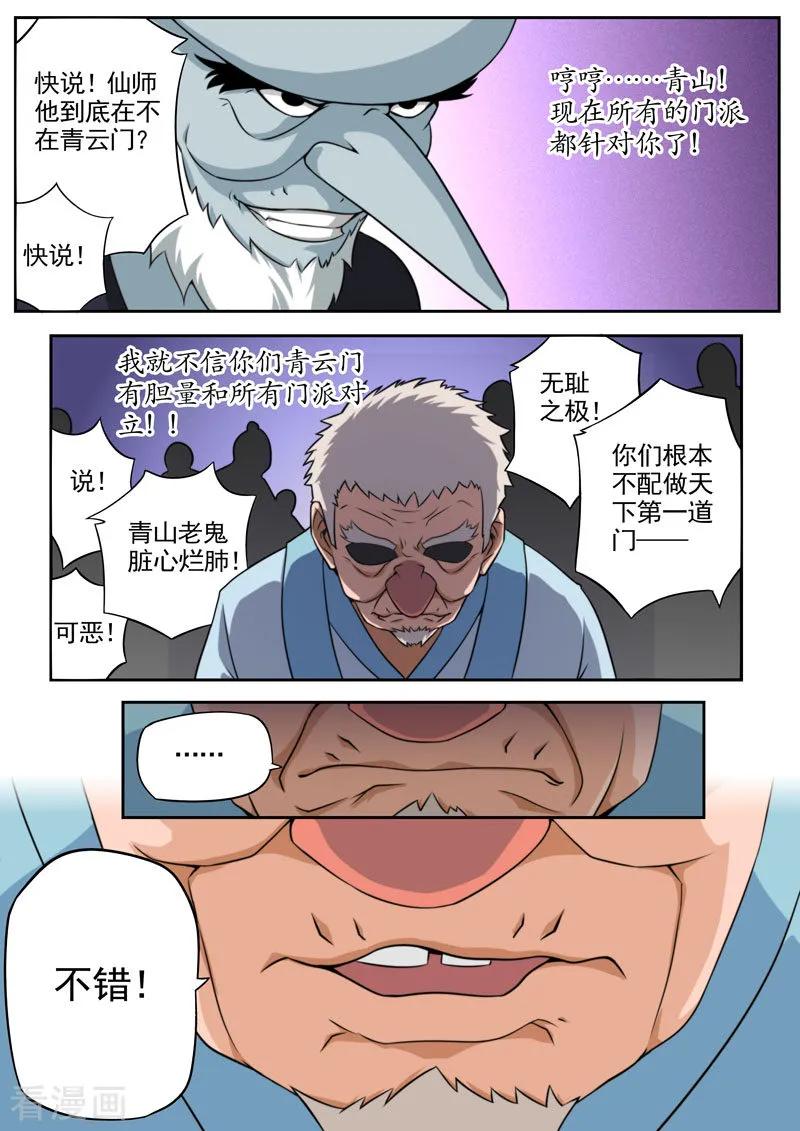 快说！仙师
他到底在不
在青云门？
快说！
哼哼……青山！
现在所有的门派
都针对你了！
我就不信你们青云门
有胆量和所有门派对
立！！
无耻
之极！
你们根本
不配做天
下第一道
门——
说！
青山老鬼
脏心烂肺！
可恶！
……
不错！
看漫画